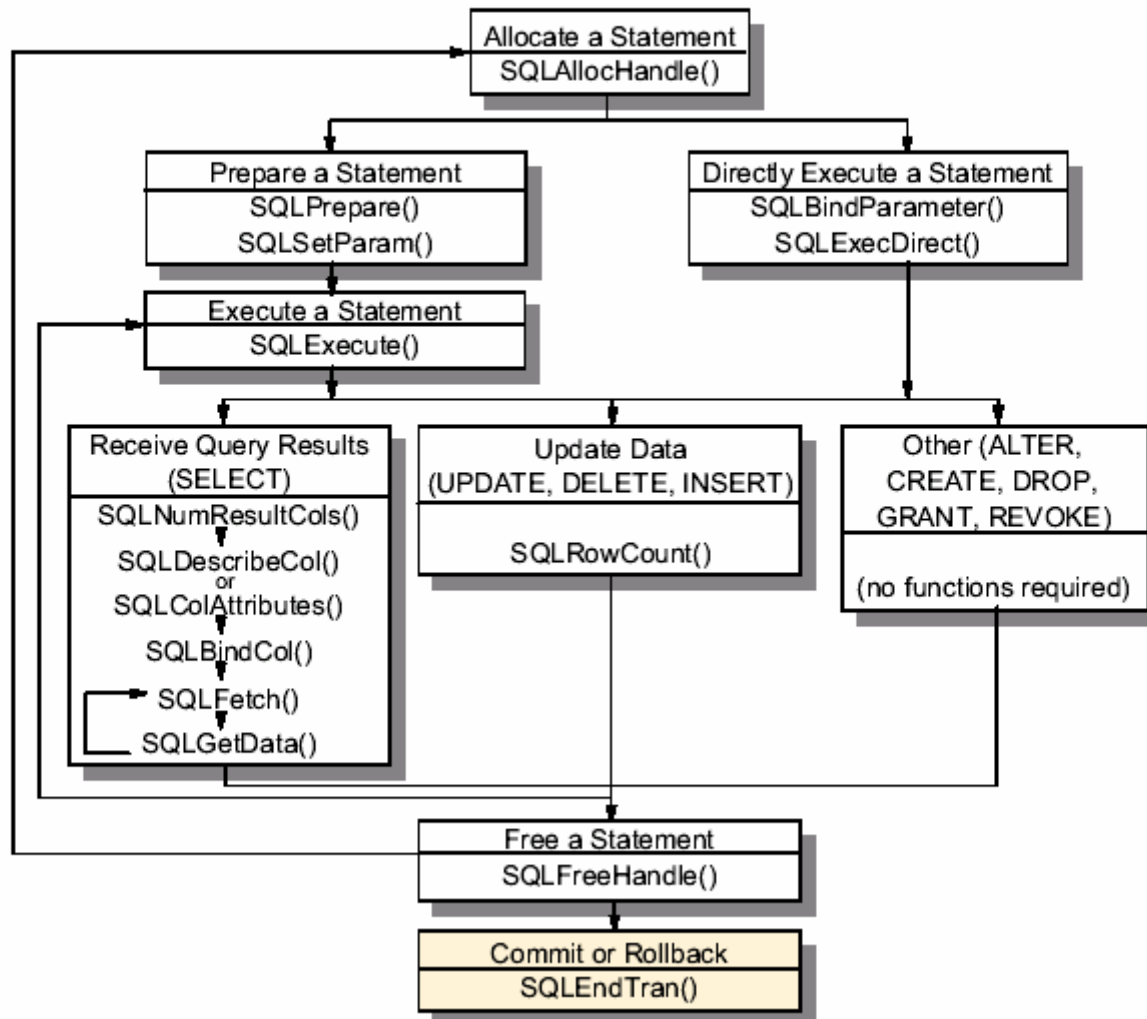 Allocate a Statement
SQLAllocHandle()
Prepare a Statement
SQLPrepare()
SQLSetParam()
Directly Execute a Statement
SQLBindParameter()
SQLExecDirect()
Execute a Statement
SQLExecute()
Receive Query Results
(SELECT)
SQLNumResultCols()
SQLDescribeCol()
or
SQLColAttributes()
SQLBindCol()
SQLFetch()
SQLGetData()
Update Data
(UPDATE, DELETE, INSERT)
SQLRowCount()
Other (ALTER,
CREATE, DROP,
GRANT, REVOKE)
(no functions required)
Free a Statement
SQLFreeHandle()
Commit or Rollback
SQLEndTran()